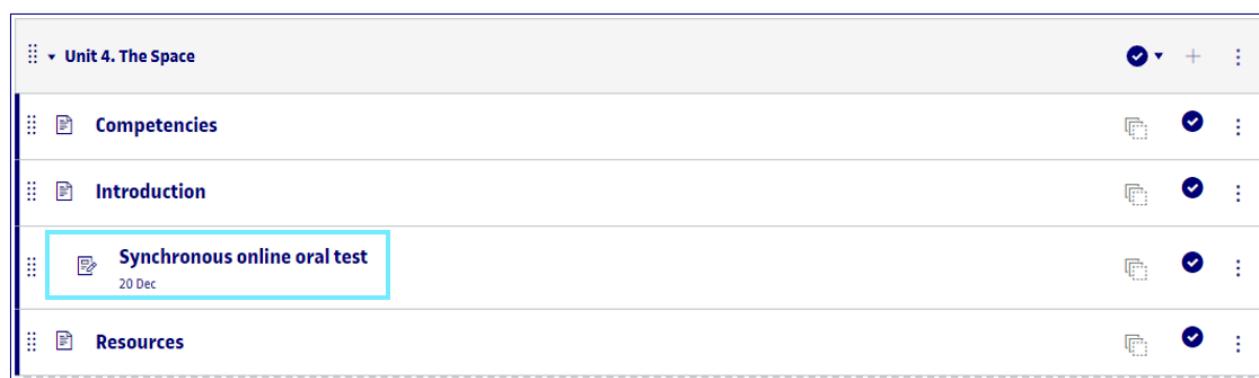 Unit 4. The Space
Competencies
Introduction
Synchronous online oral test
20 Dec
Resources